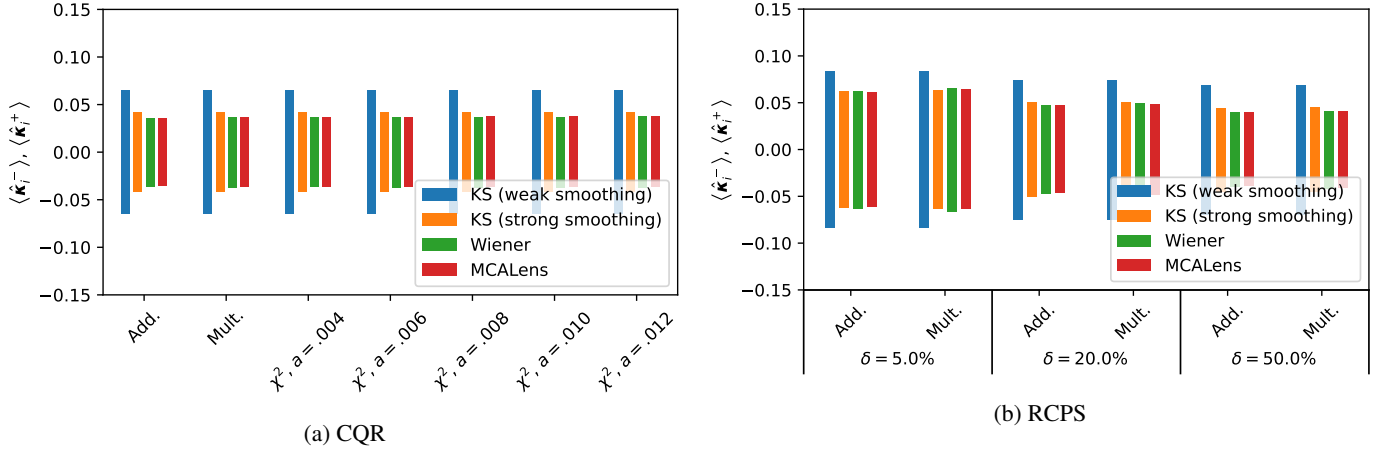 0.15
0.10
0.05
0.00
−0.05
−0.10
−0.15
⟨κ̂ᵢ⁻⟩, ⟨κ̂ᵢ⁺⟩
KS (weak smoothing)
KS (strong smoothing)
Wiener
MCALens
Add.
Mult.
χ², a = .004
χ², a = .006
χ², a = .008
χ², a = .010
χ², a = .012
(a) CQR
0.15
0.10
0.05
0.00
−0.05
−0.10
−0.15
⟨κ̂ᵢ⁻⟩, ⟨κ̂ᵢ⁺⟩
KS (weak smoothing)
KS (strong smoothing)
Wiener
MCALens
Add. Mult. Add. Mult. Add. Mult.
δ = 5.0% δ = 20.0% δ = 50.0%
(b) RCPS